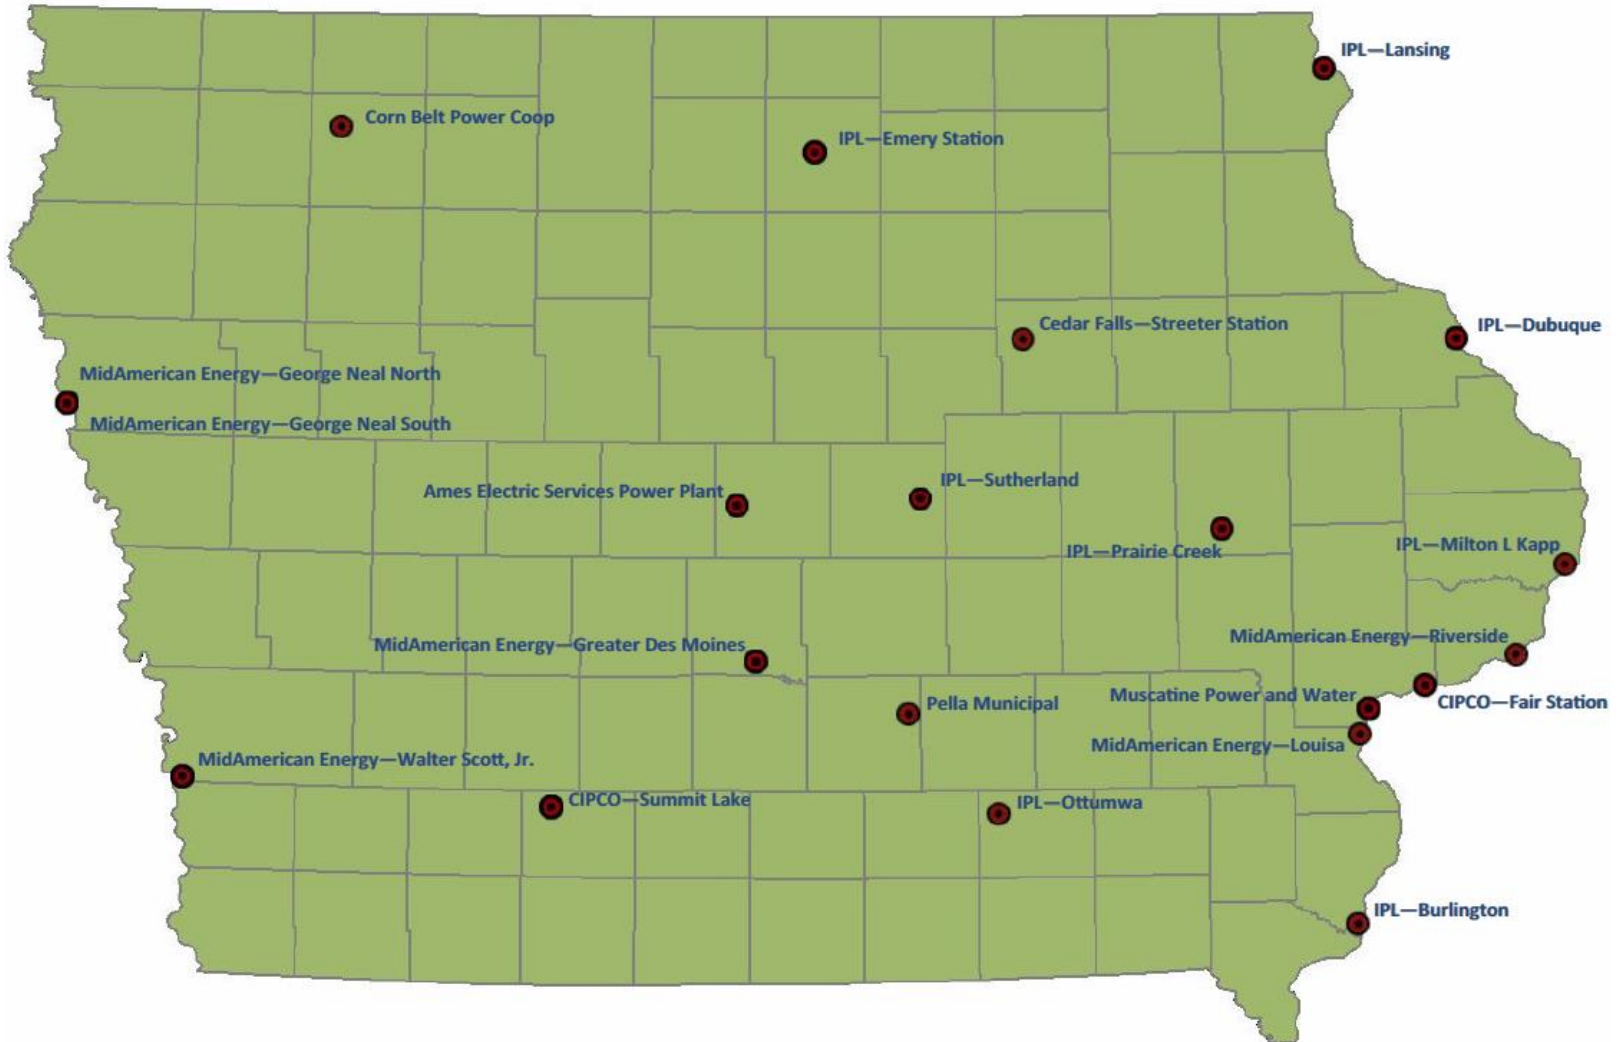 IPL—Lansing
Corn Belt Power Coop
IPL—Emery Station
Cedar Falls—Streeter Station
IPL—Dubuque
MidAmerican Energy—George Neal North
MidAmerican Energy—George Neal South
IPL—Sutherland
Ames Electric Services Power Plant
IPL—Prairie Creek
IPL—Milton L Kapp
MidAmerican Energy—Riverside
MidAmerican Energy—Greater Des Moines
Muscatine Power and Water
CIPCO—Fair Station
Pella Municipal
MidAmerican Energy—Louisa
MidAmerican Energy—Walter Scott, Jr.
CIPCO—Summit Lake
IPL—Ottumwa
IPL—Burlington